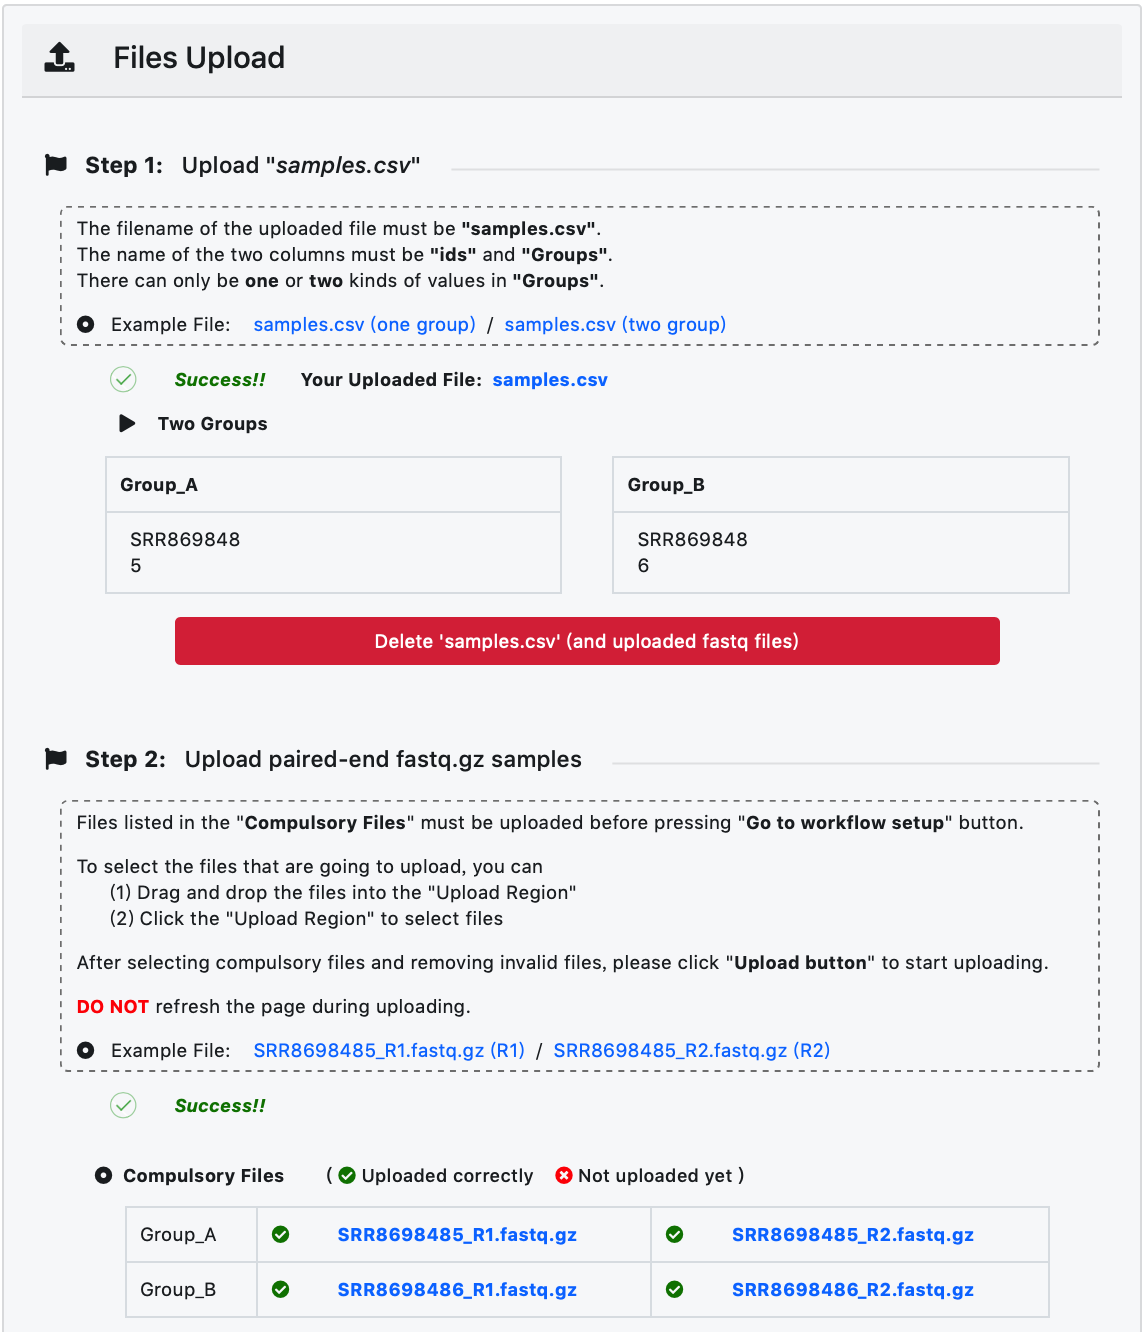 Files Upload
Step 1: Upload "samples.csv"
The filename of the uploaded file must be "samples.csv".
The name of the two columns must be "ids" and "Groups".
There can only be one or two kinds of values in "Groups".
Example File: samples.csv (one group) / samples.csv (two group)
Success!! Your Uploaded File: samples.csv
Two Groups
Group_A
SRR869848
5
Group_B
SRR869848
6
Delete 'samples.csv' (and uploaded fastq files)
Step 2: Upload paired-end fastq.gz samples
Files listed in the "Compulsory Files" must be uploaded before pressing "Go to workflow setup" button.
To select the files that are going to upload, you can
(1) Drag and drop the files into the "Upload Region"
(2) Click the "Upload Region" to select files
After selecting compulsory files and removing invalid files, please click "Upload button" to start uploading.
DO NOT refresh the page during uploading.
Example File: SRR8698485_R1.fastq.gz (R1) / SRR8698485_R2.fastq.gz (R2)
Success!!
Compulsory Files ( Uploaded correctly Not uploaded yet )
Group_A SRR8698485_R1.fastq.gz SRR8698485_R2.fastq.gz
Group_B SRR8698486_R1.fastq.gz SRR8698486_R2.fastq.gz